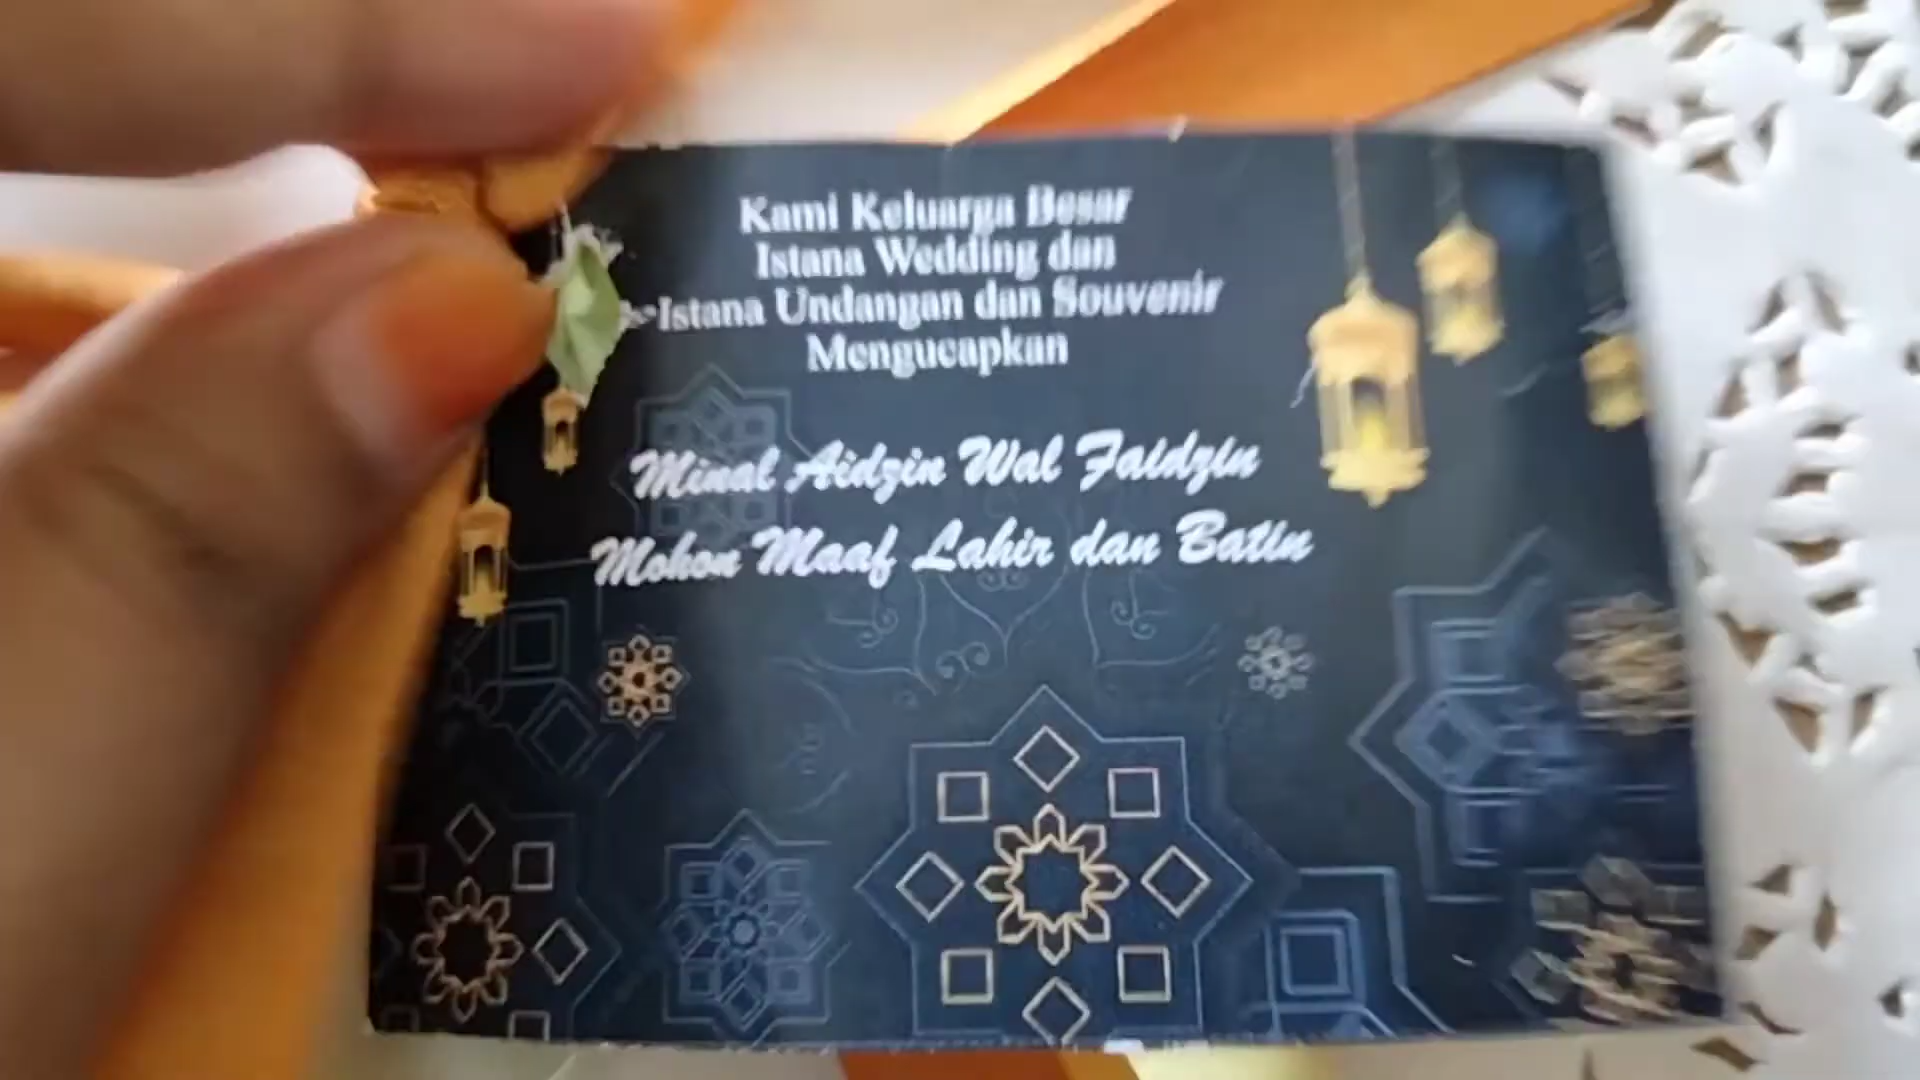 Kami Keluarga Besar
Istana Wedding dan
Istana Undangan dan Souvenir
Mengucapkan
Minal Aidzin Wal Faidzin
Mohon Maaf Lahir dan Batin